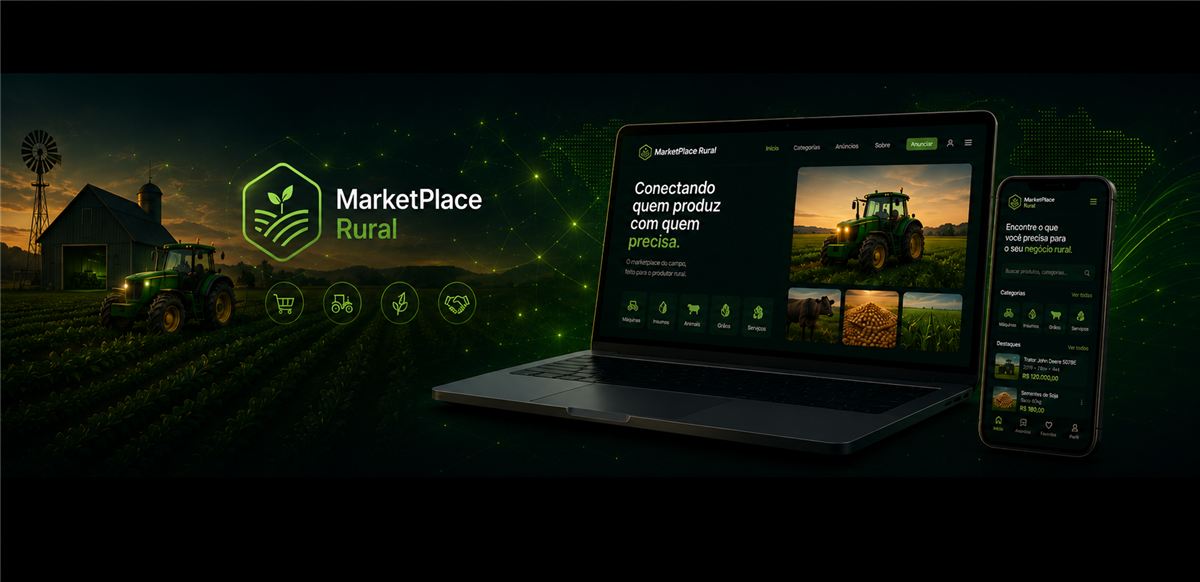 MarketPlace
Rural
MarketPlace Rural
Início
Categorias
Anúncios
Sobre
Anunciar
Conectando
quem produz
com quem
precisa.
O marketplace do campo,
feito para o produtor rural.
Máquinas
Insumos
Animais
Grãos
Serviços
MarketPlace
Rural
Encontre o que
você precisa para
o seu negócio rural.
Buscar produtos, categorias...
Categorias
Ver todas
Máquinas
Insumos
Grãos
Serviços
Destaques
Ver todos
Trator John Deere 5078E
R$ 120.000,00
Sementes de Soja
R$ 180,00
Início
Anúncios
Favoritos
Perfil